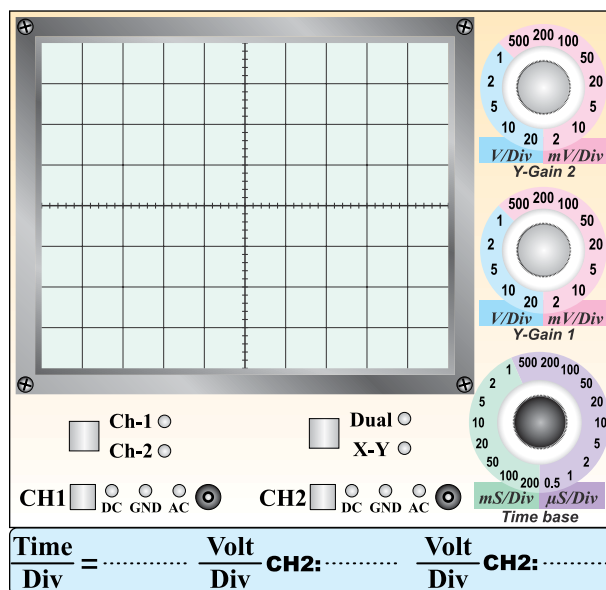 500 200 100
1 50
2 20
5 5
10 10
20 2
V/Div mV/Div
Y-Gain 2
500 200 100
1 50
2 20
5 5
10 10
20 2
V/Div mV/Div
Y-Gain 1
1 500 200 100
2 50
5 20
10 10
20 5
50 2
100 200 0.5 1
mS/Div µS/Div
Time base
Ch-1
Ch-2
Dual
X-Y
CH1 DC GND AC
CH2 DC GND AC
Time/Div = ............ Volt/Div CH2: ............ Volt/Div CH2: ............